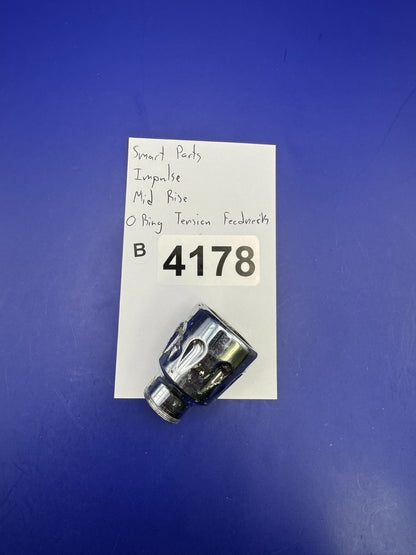 Smart Parts
Impulse
Mid Rise
O Ring Tension Feedneck
B 4178